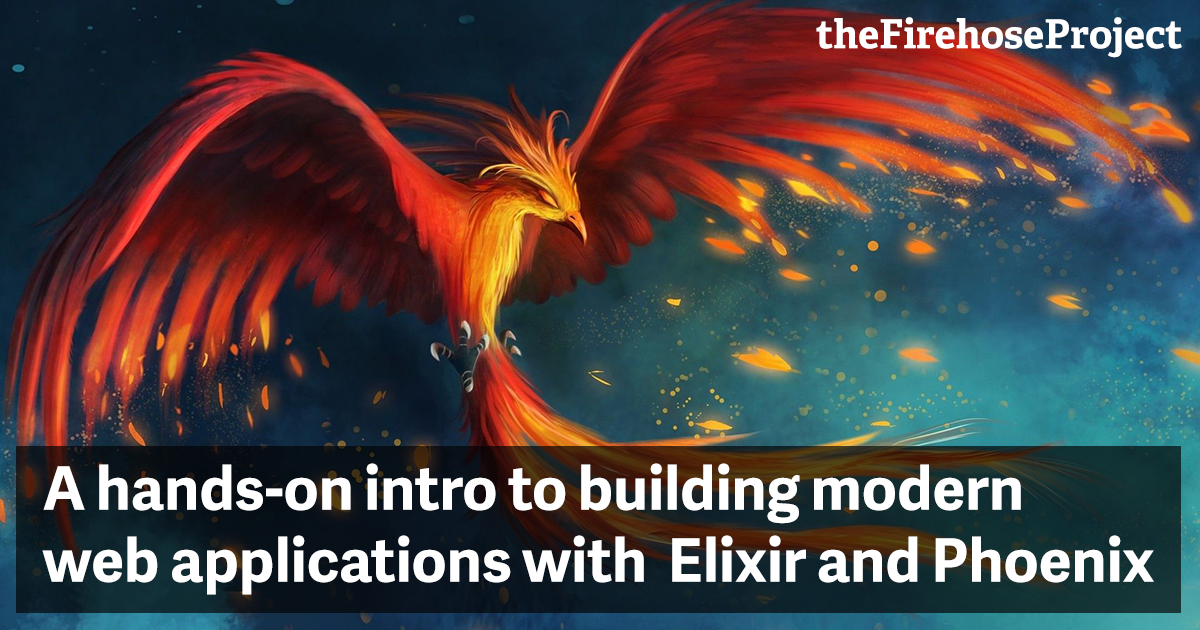 theFirehoseProject
A hands-on intro to building modern
web applications with Elixir and Phoenix